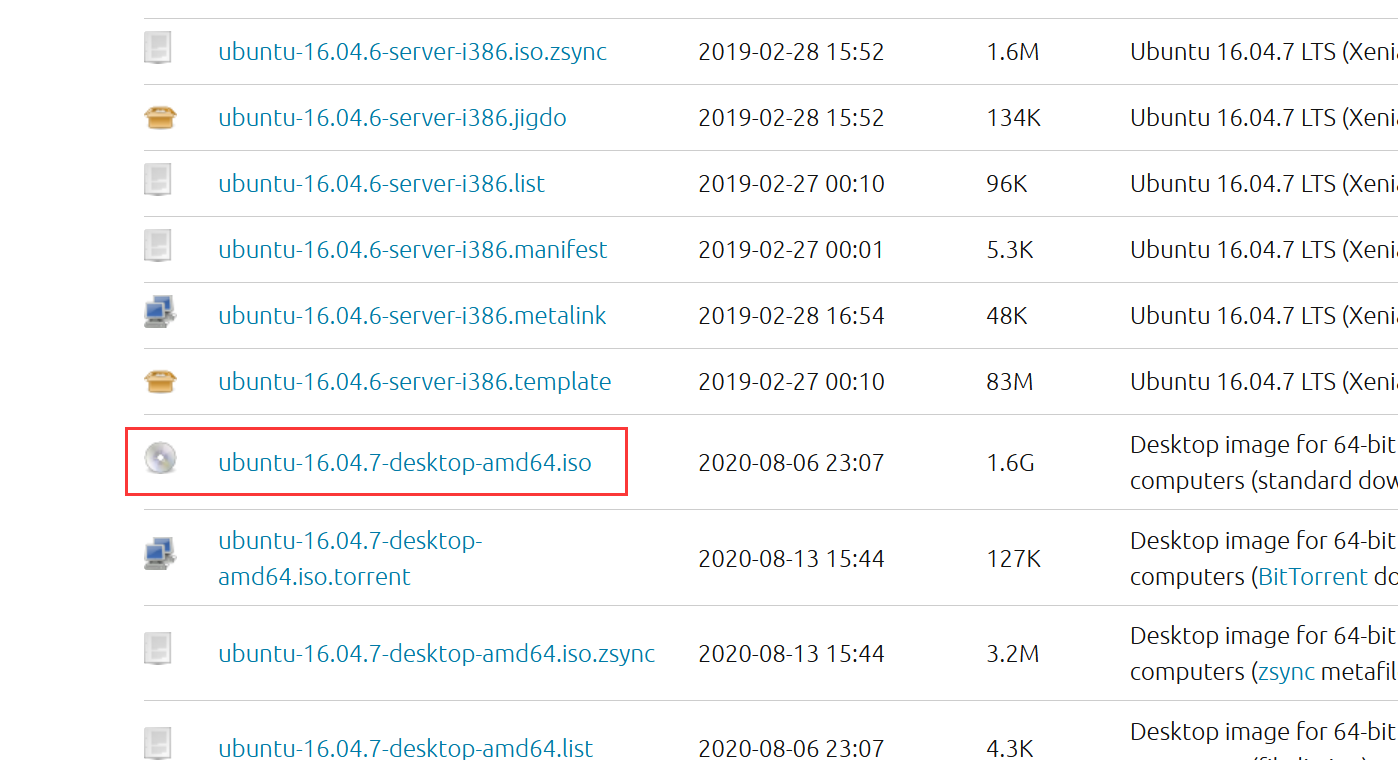 ubuntu-16.04.6-server-i386.iso.zsync 2019-02-28 15:52 1.6M Ubuntu 16.04.7 LTS (Xeni
ubuntu-16.04.6-server-i386.jigdo 2019-02-28 15:52 134K Ubuntu 16.04.7 LTS (Xeni
ubuntu-16.04.6-server-i386.list 2019-02-27 00:10 96K Ubuntu 16.04.7 LTS (Xeni
ubuntu-16.04.6-server-i386.manifest 2019-02-27 00:01 5.3K Ubuntu 16.04.7 LTS (Xeni
ubuntu-16.04.6-server-i386.metalink 2019-02-28 16:54 48K Ubuntu 16.04.7 LTS (Xeni
ubuntu-16.04.6-server-i386.template 2019-02-27 00:10 83M Ubuntu 16.04.7 LTS (Xeni
ubuntu-16.04.7-desktop-amd64.iso 2020-08-06 23:07 1.6G Desktop image for 64-bit
computers (standard dow
ubuntu-16.04.7-desktop-
amd64.iso.torrent 2020-08-13 15:44 127K Desktop image for 64-bit
computers (BitTorrent do
ubuntu-16.04.7-desktop-amd64.iso.zsync 2020-08-13 15:44 3.2M Desktop image for 64-bit
computers (zsync metafil
ubuntu-16.04.7-desktop-amd64.list 2020-08-06 23:07 4.3K Desktop image for 64-bit